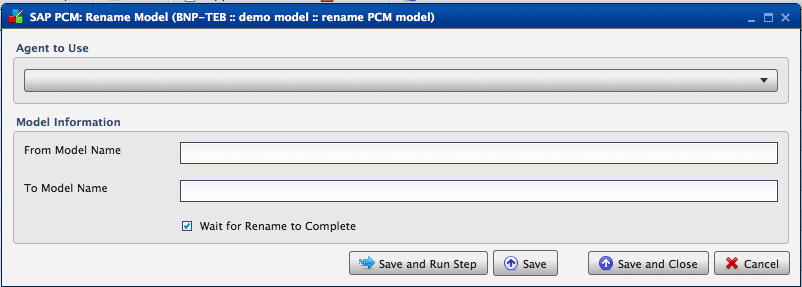 SAP PCM: Rename Model (BNP-TEB :: demo model :: rename PCM model)
Agent to Use
Model Information
From Model Name
To Model Name
Wait for Rename to Complete
Save and Run Step Save Save and Close Cancel